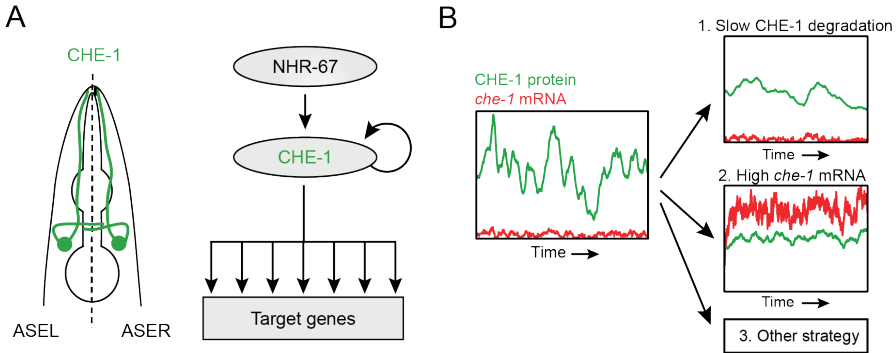 A
CHE-1
ASEL
ASER
NHR-67
CHE-1
Target genes
B
CHE-1 protein
che-1 mRNA
Time
1. Slow CHE-1 degradation
Time
2. High che-1 mRNA
Time
3. Other strategy